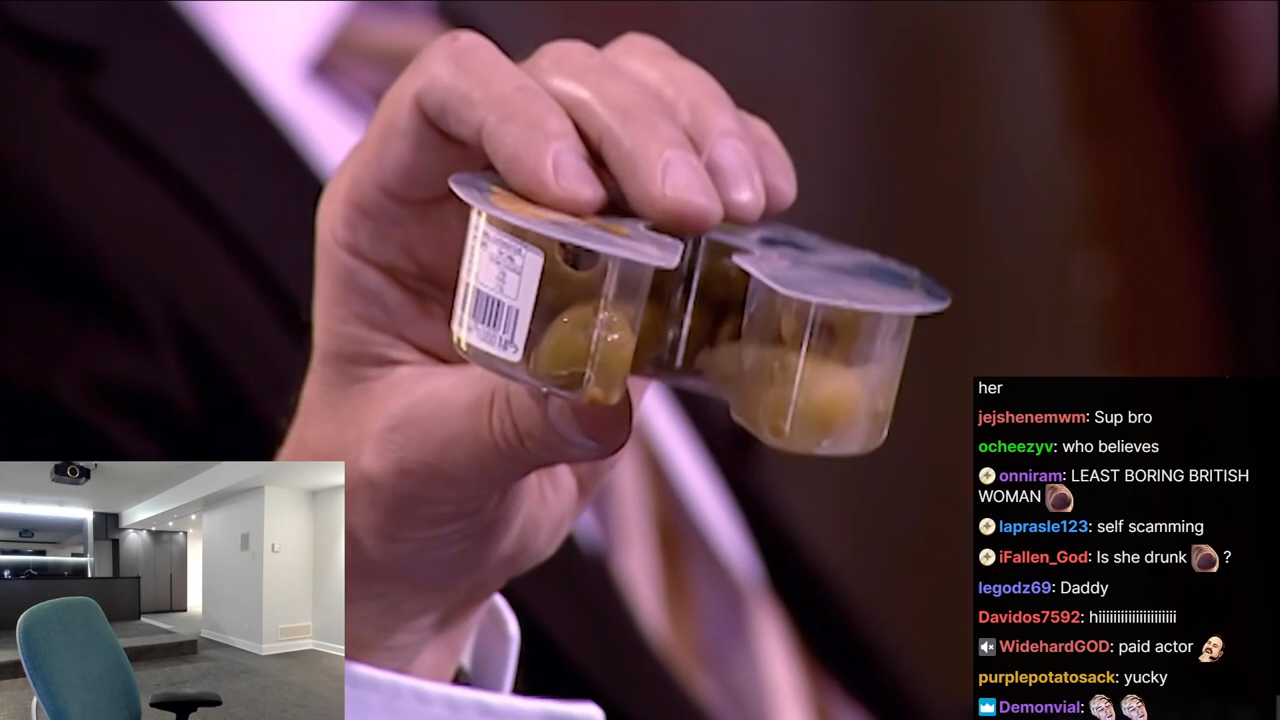 her
jejshenemwm: Sup bro
ocheezyv: who believes
onniram: LEAST BORING BRITISH
WOMAN
laprasle123: self scamming
iFallen_God: Is she drunk ?
legodz69: Daddy
Davidos7592: hiiiiiiiiiiiiiiiiiiiiii
WidehardGOD: paid actor
purplepotatosack: yucky
Demonvial: